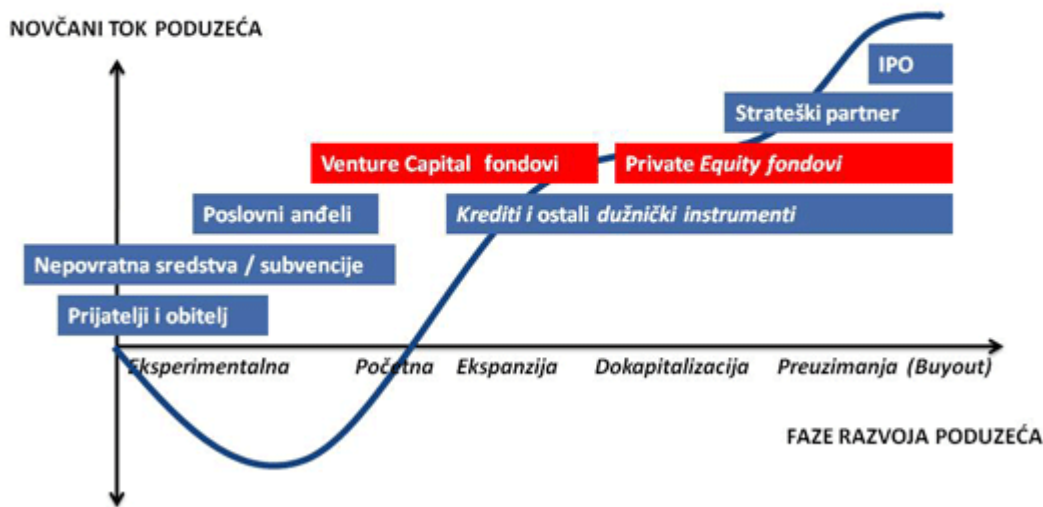 NOVČANI TOK PODUZEĆA
IPO
Strateški partner
Venture Capital fondovi
Private Equity fondovi
Poslovni anđeli
Krediti i ostali dužnički instrumenti
Nepovratna sredstva / subvencije
Prijatelji i obitelj
Eksperimentalna
Početna
Ekspanzija
Dokapitalizacija
Preuzimanja (Buyout)
FAZE RAZVOJA PODUZEĆA